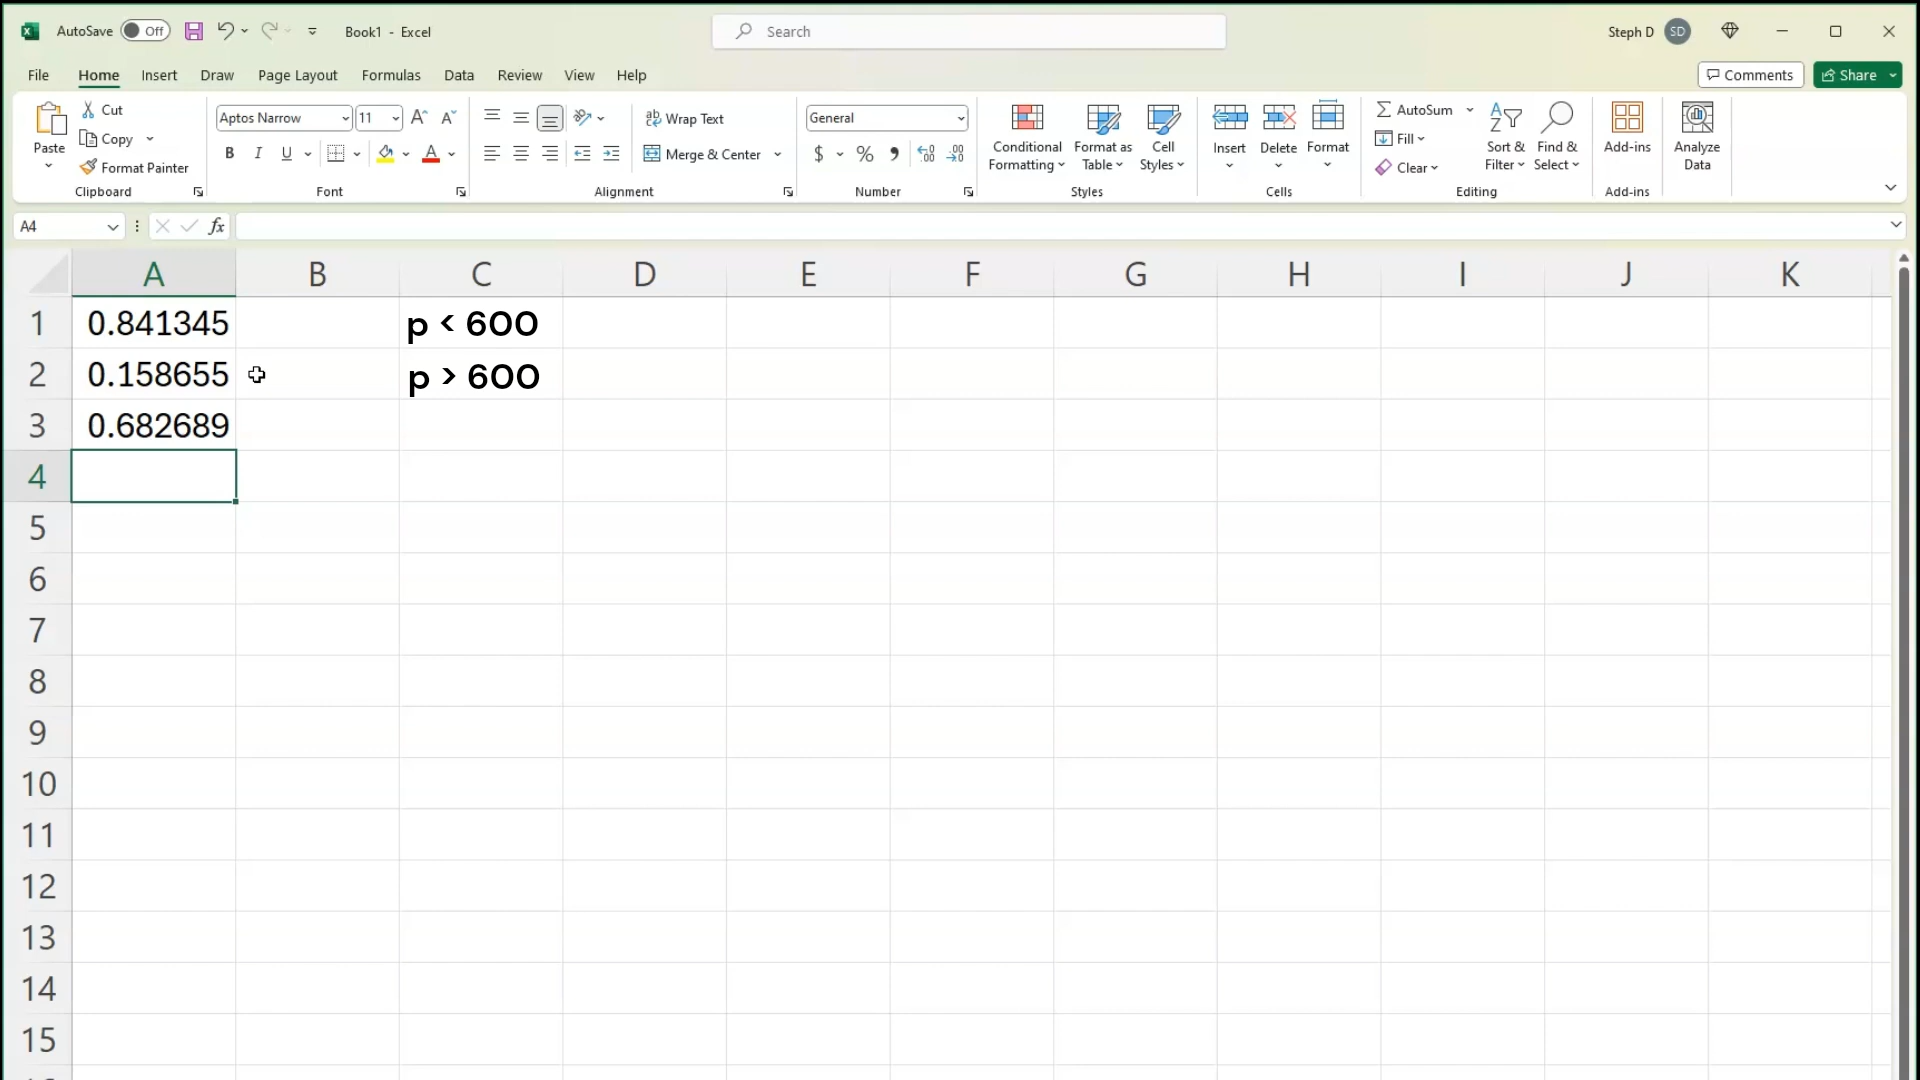 AutoSave Off Book1 - Excel Search Steph D SD
File Home Insert Draw Page Layout Formulas Data Review View Help Comments Share
Paste Cut Copy Format Painter Clipboard
Aptos Narrow 11 A A B I U A Font
ab Wrap Text Merge & Center Alignment
General $ % , Number
Conditional Formatting Format as Table Cell Styles Styles
Insert Delete Format Cells
AutoSum Fill Clear Sort & Filter Find & Select Editing
Add-ins Add-ins
Analyze Data
A4 fx
A B C D E F G H I J K
1 0.841345 p < 600
2 0.158655 p > 600
3 0.682689
4
5
6
7
8
9
10
11
12
13
14
15